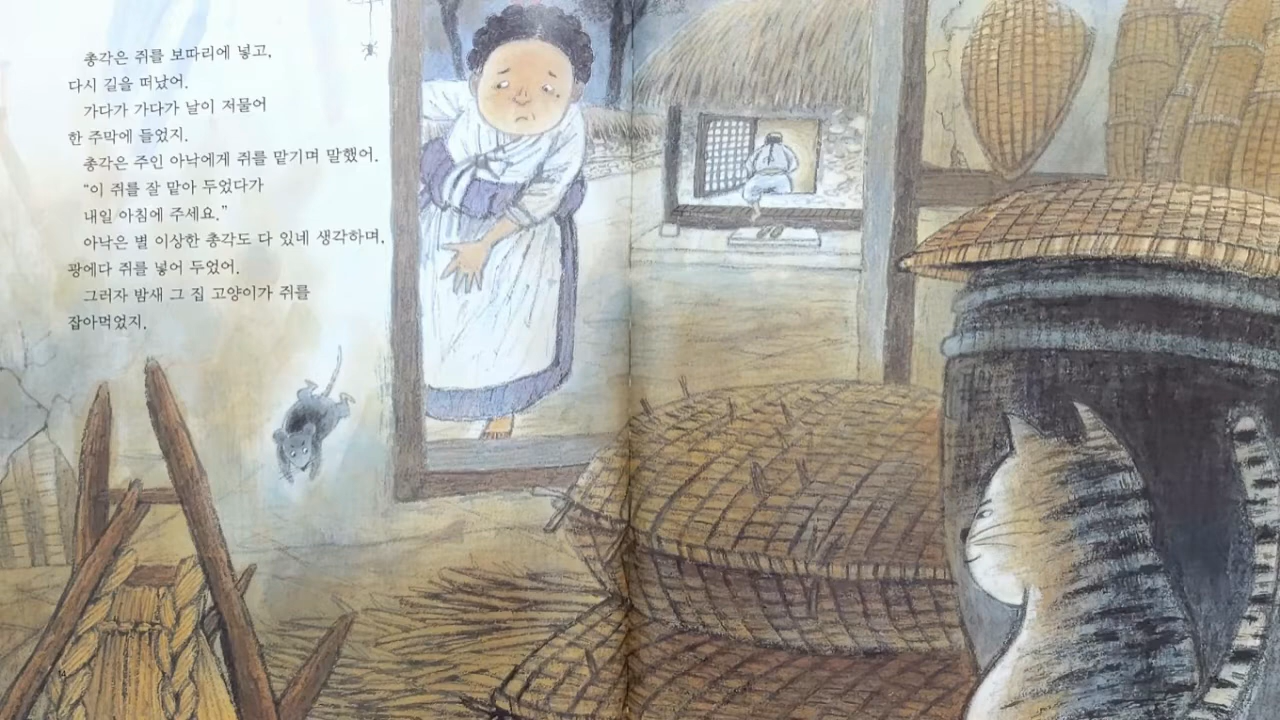 총각은 쥐를 보따리에 넣고,
다시 길을 떠났어.
가다가 가다가 날이 저물어
한 주막에 들었지.
총각은 주인 아낙에게 쥐를 맡기며 말했어.
“이 쥐를 잘 맡아 두었다가
내일 아침에 주세요.”
아낙은 별 이상한 총각도 다 있네 생각하며,
광에다 쥐를 넣어 두었어.
그러자 밤새 그 집 고양이가 쥐를
잡아먹었지.